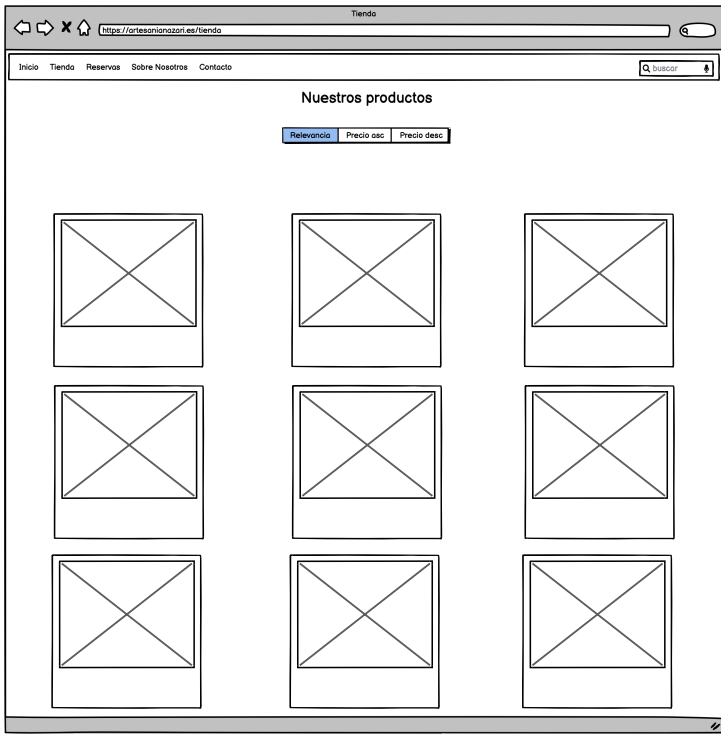 Tienda
https://artesanianazari.es/tienda
Inicio Tienda Reservas Sobre Nosotros Contacto buscar
Nuestros productos
Relevancia Precio asc Precio desc